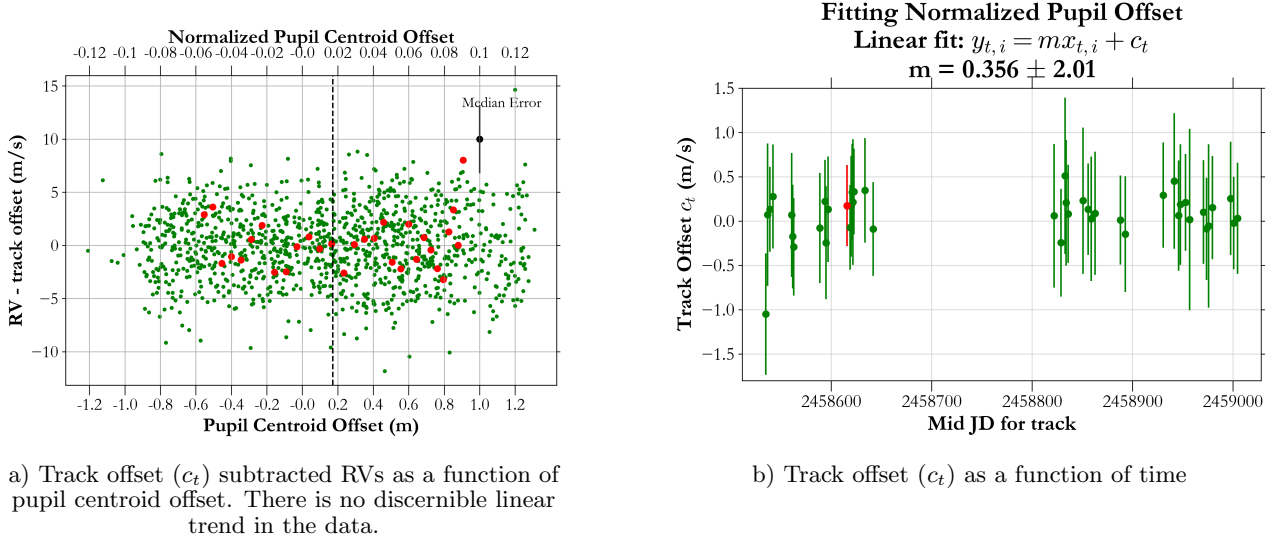 Normalized Pupil Centroid Offset
-0.12 -0.1 -0.08 -0.06 -0.04 -0.02 -0.0 0.02 0.04 0.06 0.08 0.1 0.12
Median Error
15
10
5
0
−5
−10
RV - track offset (m/s)
-1.2 -1.0 -0.8 -0.6 -0.4 -0.2 -0.0 0.2 0.4 0.6 0.8 1.0 1.2
Pupil Centroid Offset (m)
a) Track offset (c_t) subtracted RVs as a function of
pupil centroid offset. There is no discernible linear
trend in the data.
Fitting Normalized Pupil Offset
Linear fit: y_{t, i} = mx_{t, i} + c_t
m = 0.356 ± 2.01
1.5
1.0
0.5
0.0
−0.5
−1.0
−1.5
Track Offset c_t (m/s)
2458600 2458700 2458800 2458900 2459000
Mid JD for track
b) Track offset (c_t) as a function of time